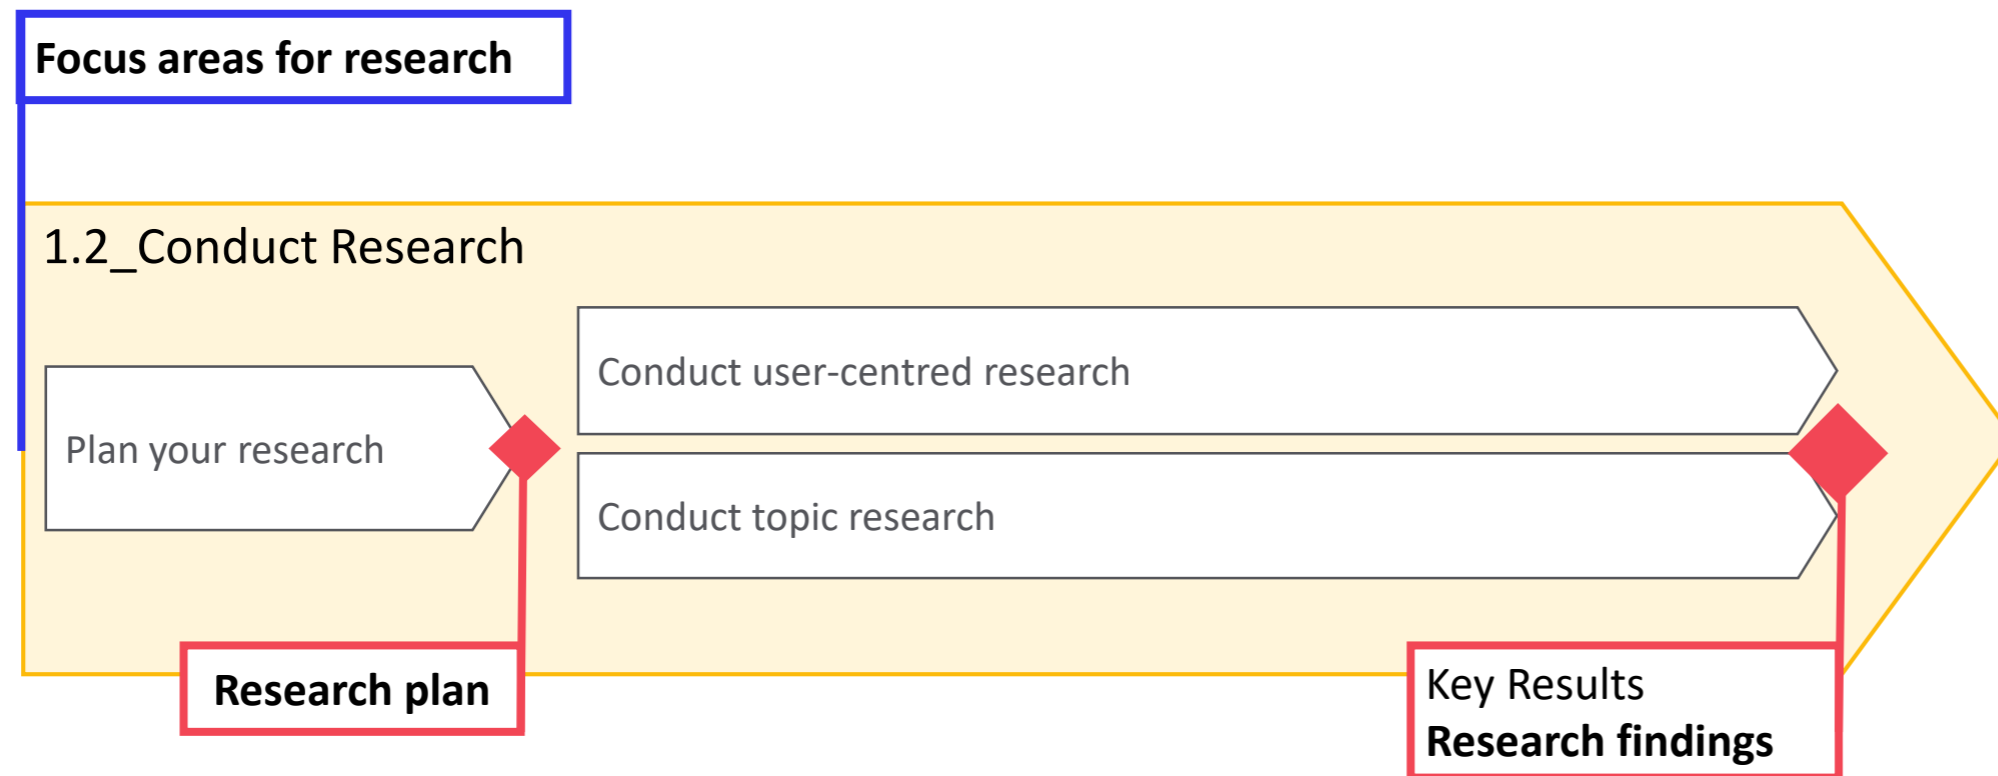 Focus areas for research
1.2_Conduct Research
Conduct user-centred research
Plan your research
Conduct topic research
Research plan
Key Results
Research findings